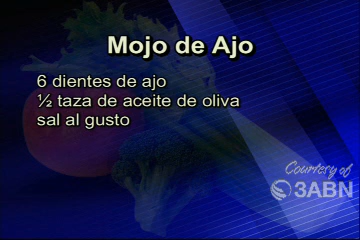 Mojo de Ajo
6 dientes de ajo
½ taza de aceite de oliva
sal al gusto
Courtesy of
3ABN